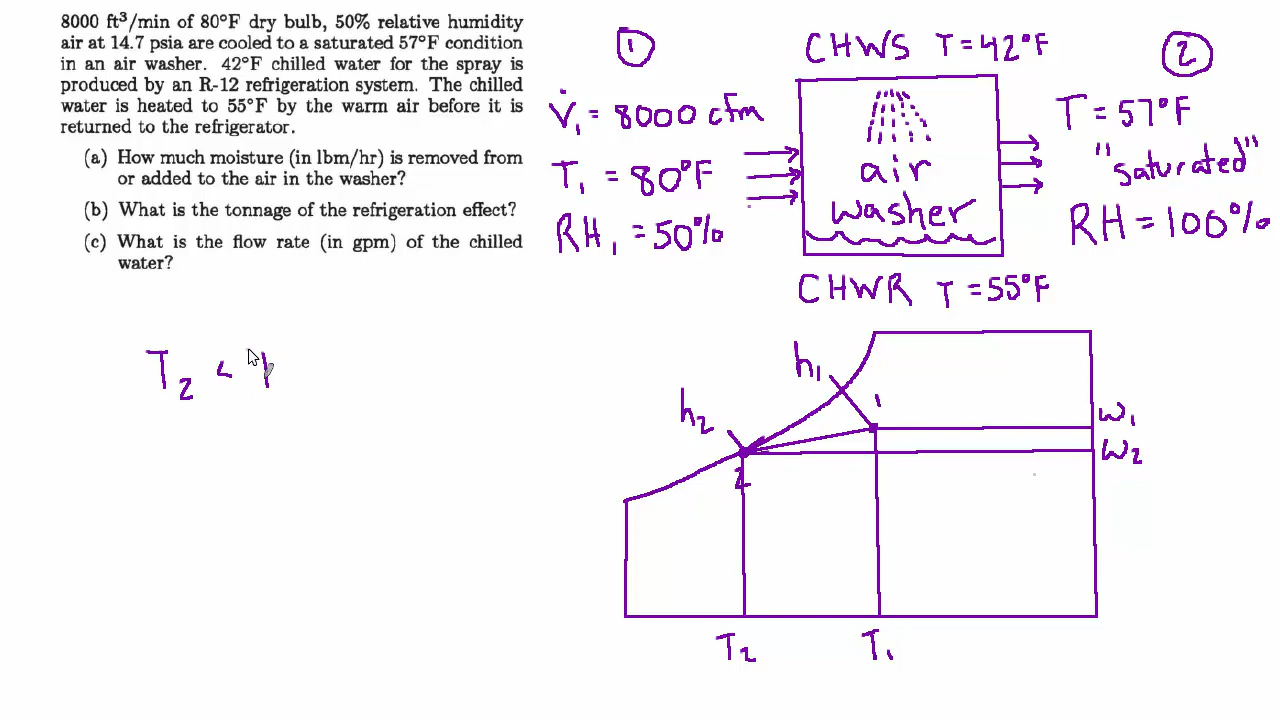 8000 ft³/min of 80°F dry bulb, 50% relative humidity
air at 14.7 psia are cooled to a saturated 57°F condition
in an air washer. 42°F chilled water for the spray is
produced by an R-12 refrigeration system. The chilled
water is heated to 55°F by the warm air before it is
returned to the refrigerator.
(a) How much moisture (in lbm/hr) is removed from
or added to the air in the washer?
(b) What is the tonnage of the refrigeration effect?
(c) What is the flow rate (in gpm) of the chilled
water?
1
CHWS T=42°F
2
V̇₁ = 8000 cfm
T₁ = 80°F
RH₁ = 50%
air
washer
T = 57°F
"saturated"
RH = 100%
CHWR T = 55°F
T₂ <
h₁
h₂
1
2
W₁
W₂
T₂
T₁